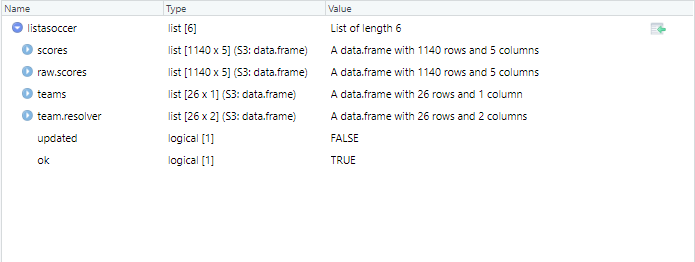 Name Type Value
listasoccer list [6] List of length 6
scores list [1140 x 5] (S3: data.frame) A data.frame with 1140 rows and 5 columns
raw.scores list [1140 x 5] (S3: data.frame) A data.frame with 1140 rows and 5 columns
teams list [26 x 1] (S3: data.frame) A data.frame with 26 rows and 1 column
team.resolver list [26 x 2] (S3: data.frame) A data.frame with 26 rows and 2 columns
updated logical [1] FALSE
ok logical [1] TRUE